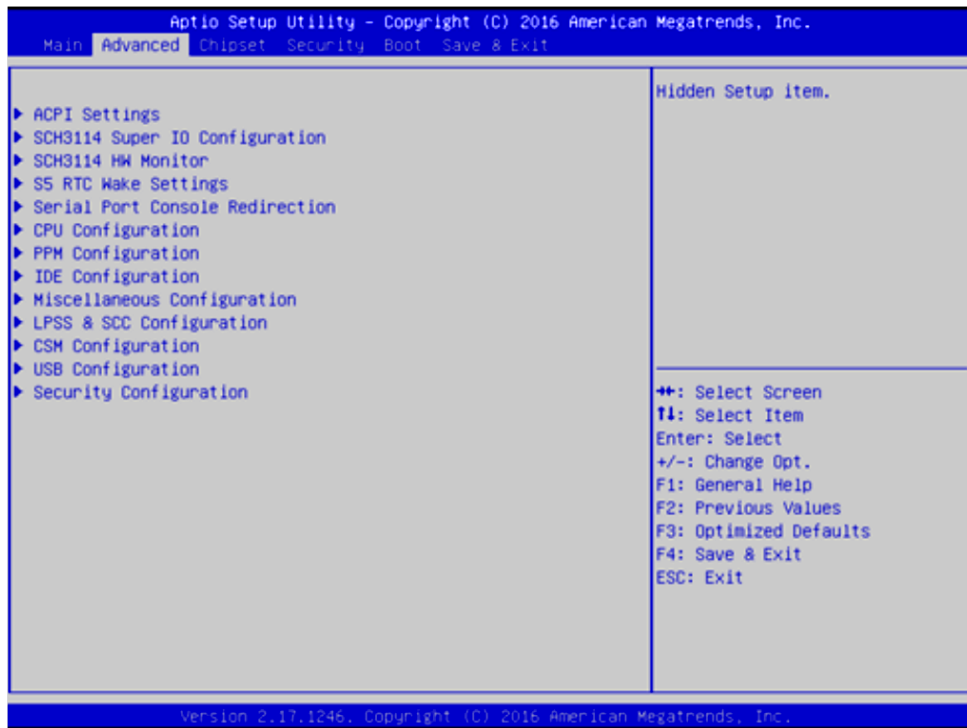 Aptio Setup Utility – Copyright (C) 2016 American Megatrends, Inc.
Main Advanced Chipset Security Boot Save & Exit
ACPI Settings
SCH3114 Super IO Configuration
SCH3114 HW Monitor
S5 RTC Wake Settings
Serial Port Console Redirection
CPU Configuration
PPM Configuration
IDE Configuration
Miscellaneous Configuration
LPSS & SCC Configuration
CSM Configuration
USB Configuration
Security Configuration
Hidden Setup item.
→←: Select Screen
↑↓: Select Item
Enter: Select
+/-: Change Opt.
F1: General Help
F2: Previous Values
F3: Optimized Defaults
F4: Save & Exit
ESC: Exit
Version 2.17.1246. Copyright (C) 2016 American Megatrends, Inc.